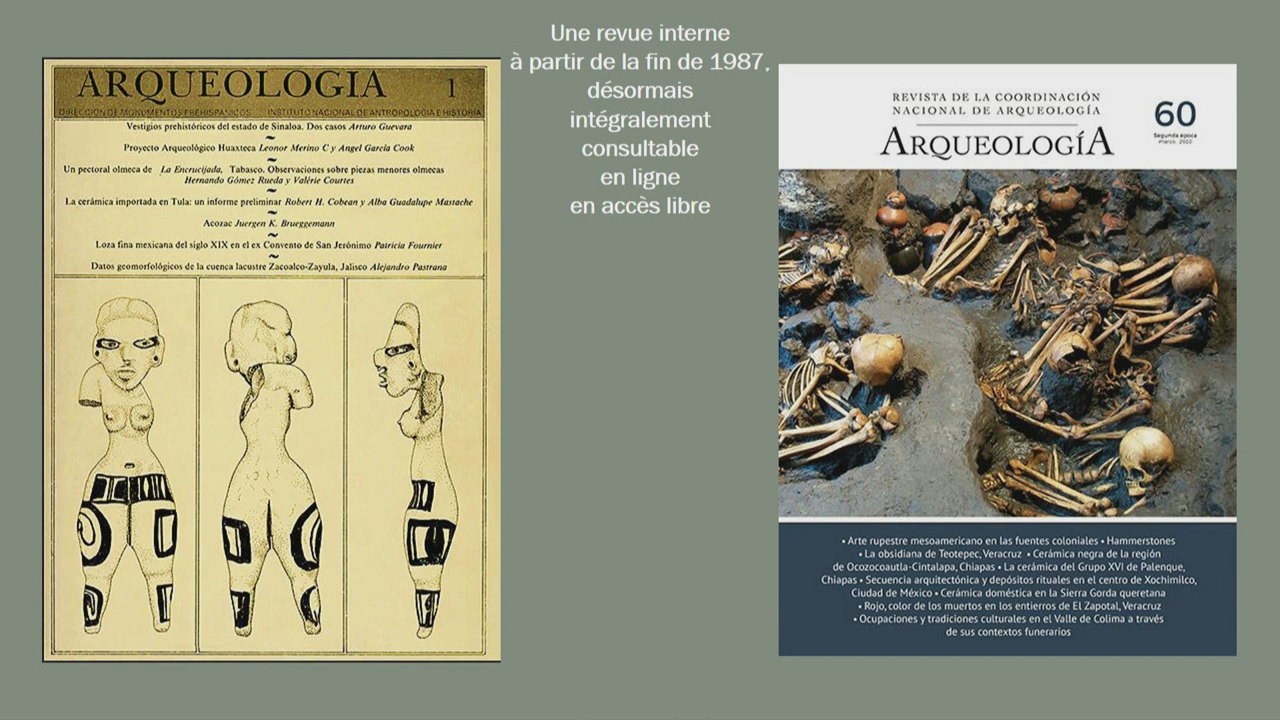 Une revue interne
à partir de la fin de 1987,
désormais
intégralement
consultable
en ligne
en accès libre
ARQUEOLOGIA 1
DIRECCION DE MONUMENTOS PREHISPANICOS INSTITUTO NACIONAL DE ANTROPOLOGIA E HISTORIA
Vestigios prehistóricos del estado de Sinaloa. Dos casos Arturo Guevara
Proyecto Arqueológico Huaxteca Leonor Merino C y Angel García Cook
Un pectoral olmeca de La Encrucijada, Tabasco. Observaciones sobre piezas menores olmecas
Hernando Gómez Rueda y Valérie Courtes
La cerámica importada en Tula: un informe preliminar Robert H. Cobean y Alba Guadalupe Mastache
Acozac Juergen K. Brueggemann
Loza fina mexicana del siglo XIX en el ex Convento de San Jerónimo Patricia Fournier
Datos geomorfológicos de la cuenca lacustre Zacoalco-Zayula, Jalisco Alejandro Pastrana
REVISTA DE LA COORDINACIÓN
NACIONAL DE ARQUEOLOGÍA
ARQUEOLOGÍA
60
Segunda época
marzo, 2020
• Arte rupestre mesoamericano en las fuentes coloniales • Hammerstones
• La obsidiana de Teotepec, Veracruz • Cerámica negra de la región
de Ocozocoautla-Cintalapa, Chiapas • La cerámica del Grupo XVI de Palenque,
Chiapas • Secuencia arquitectónica y depósitos rituales en el centro de Xochimilco,
Ciudad de México • Cerámica doméstica en la Sierra Gorda queretana
• Rojo, color de los muertos en los entierros de El Zapotal, Veracruz
• Ocupaciones y tradiciones culturales en el Valle de Colima a través
de sus contextos funerarios